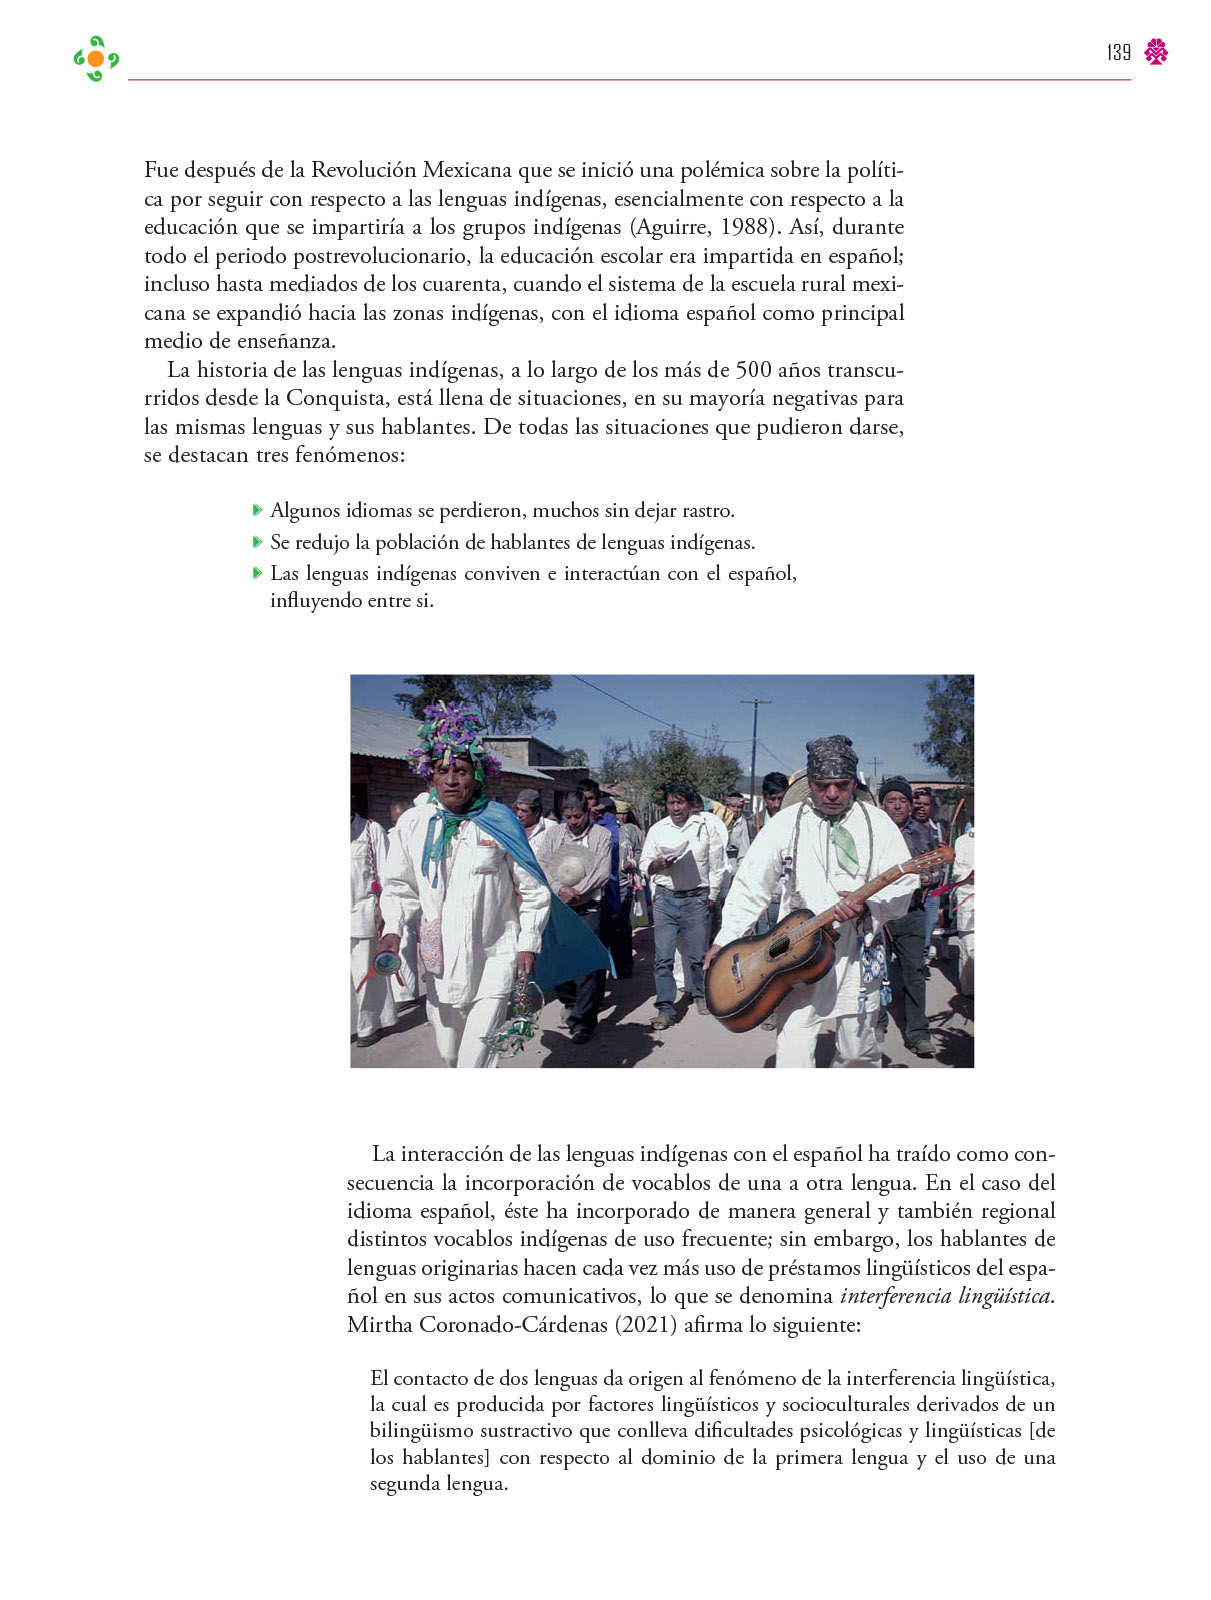 139
Fue después de la Revolución Mexicana que se inició una polémica sobre la políti-
ca por seguir con respecto a las lenguas indígenas, esencialmente con respecto a la
educación que se impartiría a los grupos indígenas (Aguirre, 1988). Así, durante
todo el periodo postrevolucionario, la educación escolar era impartida en español;
incluso hasta mediados de los cuarenta, cuando el sistema de la escuela rural mexi-
cana se expandió hacia las zonas indígenas, con el idioma español como principal
medio de enseñanza.
La historia de las lenguas indígenas, a lo largo de los más de 500 años transcu-
rridos desde la Conquista, está llena de situaciones, en su mayoría negativas para
las mismas lenguas y sus hablantes. De todas las situaciones que pudieron darse,
se destacan tres fenómenos:
Algunos idiomas se perdieron, muchos sin dejar rastro.
Se redujo la población de hablantes de lenguas indígenas.
Las lenguas indígenas conviven e interactúan con el español,
influyendo entre si.
La interacción de las lenguas indígenas con el español ha traído como con-
secuencia la incorporación de vocablos de una a otra lengua. En el caso del
idioma español, éste ha incorporado de manera general y también regional
distintos vocablos indígenas de uso frecuente; sin embargo, los hablantes de
lenguas originarias hacen cada vez más uso de préstamos lingüísticos del espa-
ñol en sus actos comunicativos, lo que se denomina interferencia lingüística.
Mirtha Coronado-Cárdenas (2021) afirma lo siguiente:
El contacto de dos lenguas da origen al fenómeno de la interferencia lingüística,
la cual es producida por factores lingüísticos y socioculturales derivados de un
bilingüismo sustractivo que conlleva dificultades psicológicas y lingüísticas [de
los hablantes] con respecto al dominio de la primera lengua y el uso de una
segunda lengua.